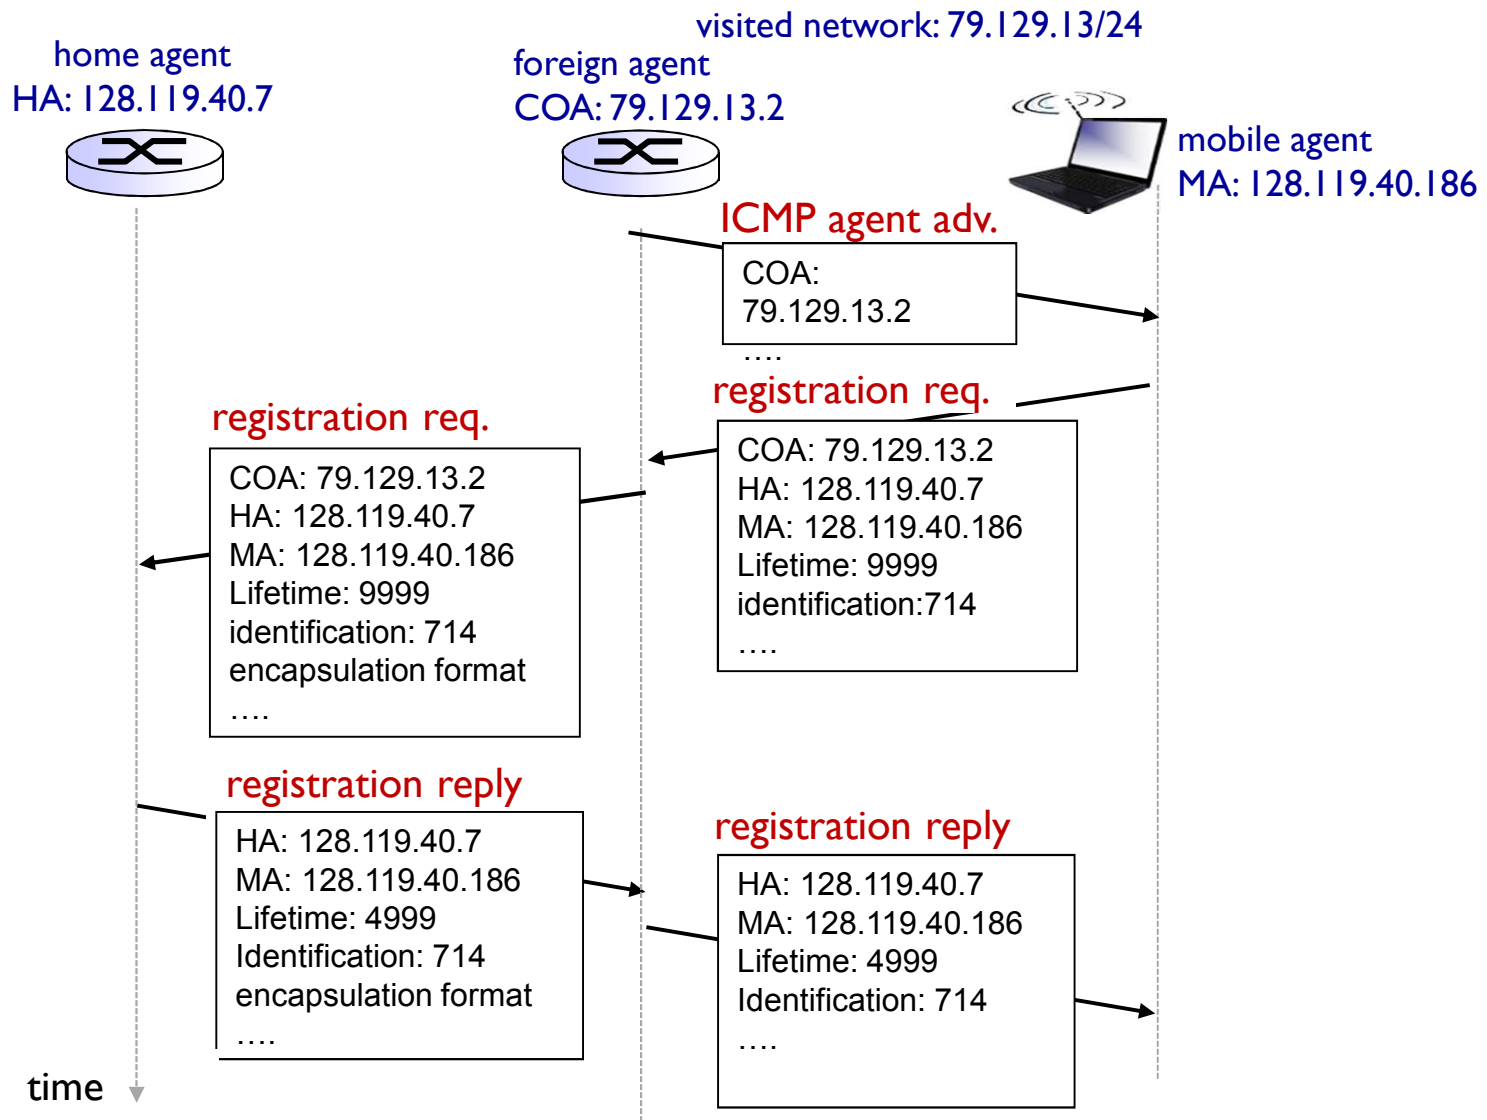 visited network: 79.129.13/24
home agent
HA: 128.119.40.7
foreign agent
COA: 79.129.13.2
mobile agent
MA: 128.119.40.186
ICMP agent adv.
COA:
79.129.13.2
....
registration req.
COA: 79.129.13.2
HA: 128.119.40.7
MA: 128.119.40.186
Lifetime: 9999
identification:714
....
registration req.
COA: 79.129.13.2
HA: 128.119.40.7
MA: 128.119.40.186
Lifetime: 9999
identification: 714
encapsulation format
....
registration reply
HA: 128.119.40.7
MA: 128.119.40.186
Lifetime: 4999
Identification: 714
encapsulation format
....
registration reply
HA: 128.119.40.7
MA: 128.119.40.186
Lifetime: 4999
Identification: 714
....
time